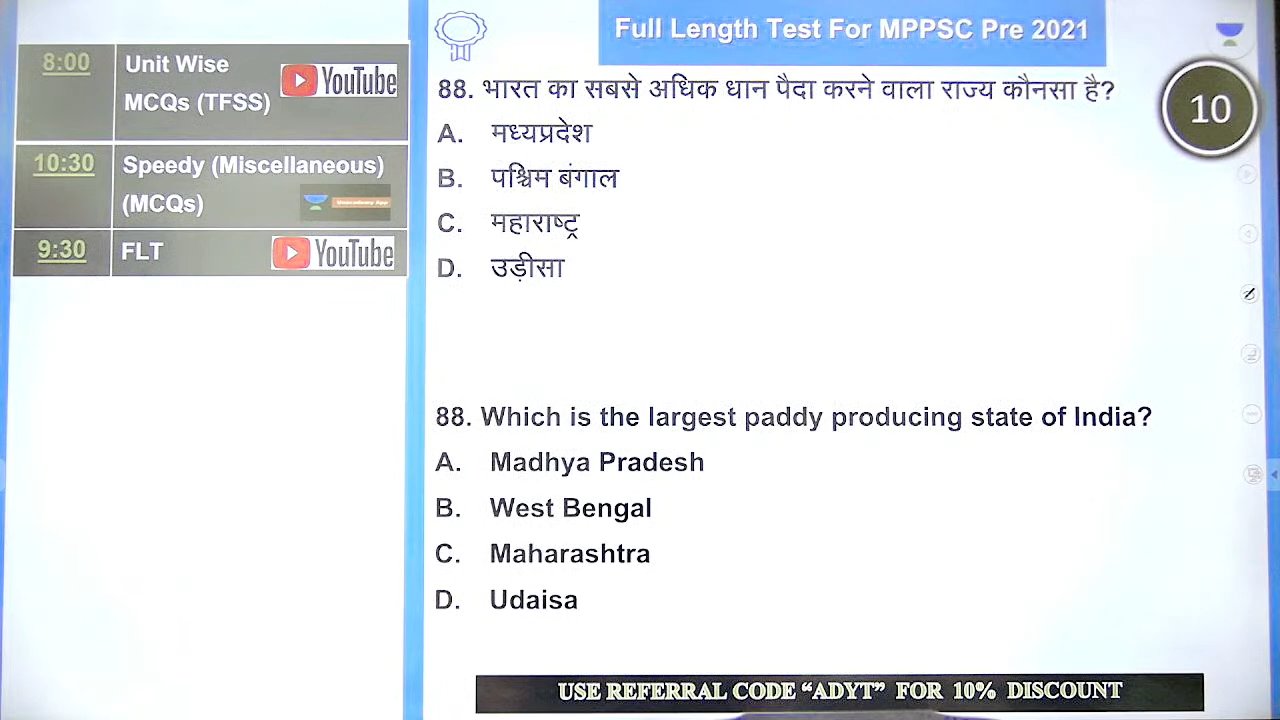 Full Length Test For MPPSC Pre 2021
8:00 Unit Wise
MCQs (TFSS) YouTube
10:30 Speedy (Miscellaneous)
(MCQs) Unacademy App
9:30 FLT YouTube
10
88. भारत का सबसे अधिक धान पैदा करने वाला राज्य कौनसा है?
A. मध्यप्रदेश
B. पश्चिम बंगाल
C. महाराष्ट्र
D. उड़ीसा
88. Which is the largest paddy producing state of India?
A. Madhya Pradesh
B. West Bengal
C. Maharashtra
D. Udaisa
USE REFERRAL CODE “ADYT” FOR 10% DISCOUNT